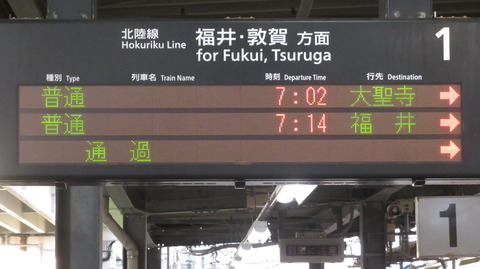 北陸線 福井・敦賀 方面 1
Hokuriku Line for Fukui, Tsuruga
種別 Type 列車名 Train Name 時刻 Departure Time 行先 Destination
普通 7:02 大聖寺 →
普通 7:14 福井 →
通過 →
1